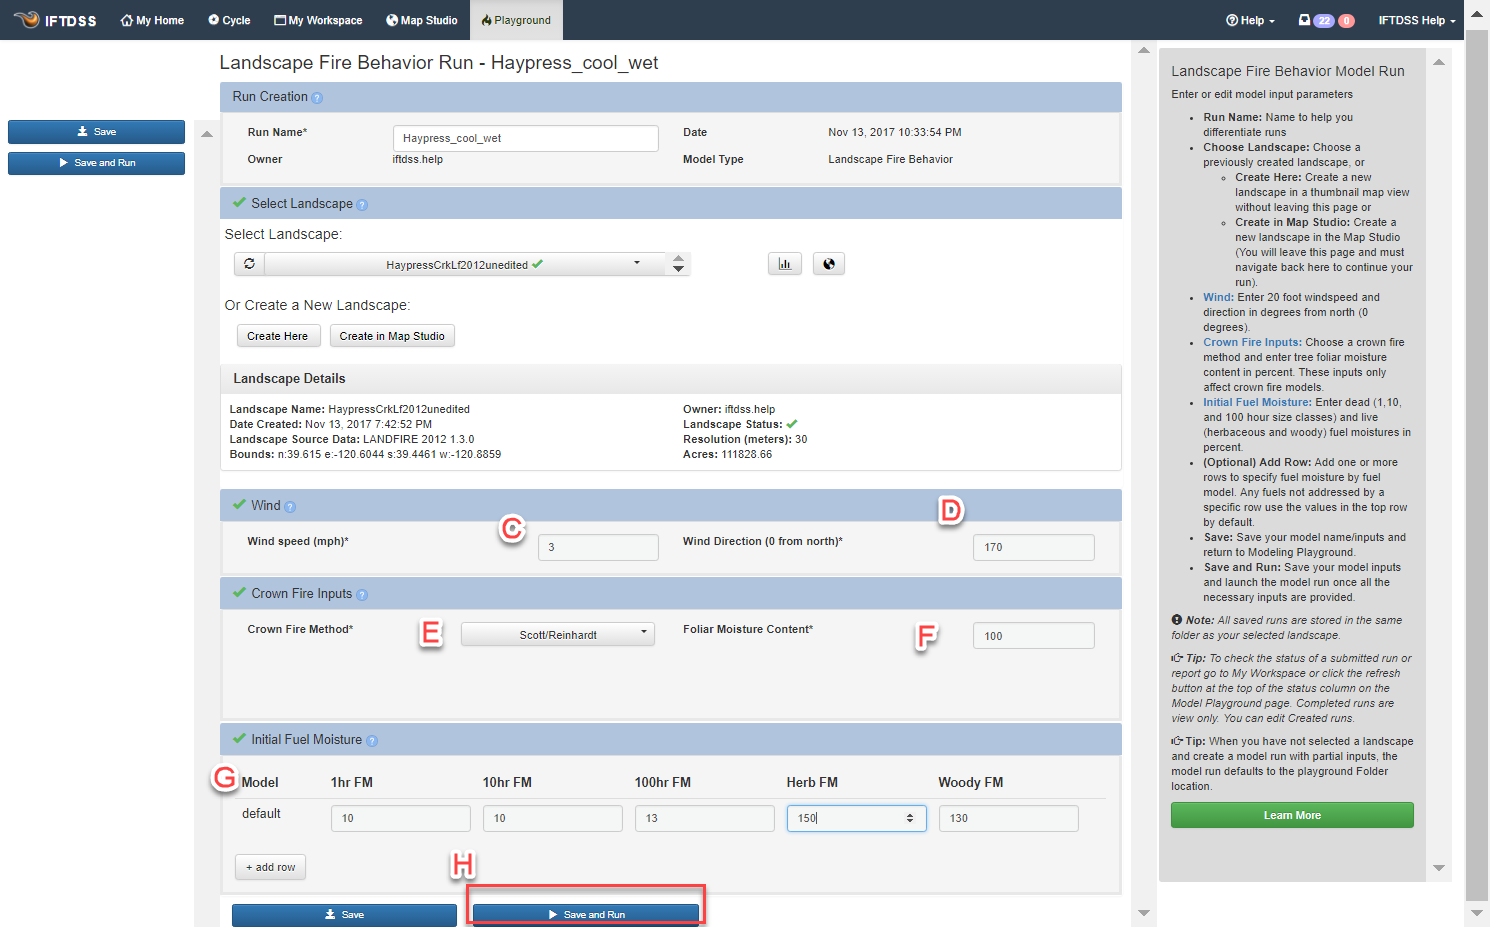 IFTDSS My Home Cycle My Workspace Map Studio Playground Help 22 0 IFTDSS Help
Save
Save and Run
Landscape Fire Behavior Run - Haypress_cool_wet
Run Creation ?
Run Name* Haypress_cool_wet Date Nov 13, 2017 10:33:54 PM
Owner iftdss.help Model Type Landscape Fire Behavior
Select Landscape ?
Select Landscape:
HaypressCrkLf2012unedited
Or Create a New Landscape:
Create Here Create in Map Studio
Landscape Details
Landscape Name: HaypressCrkLf2012unedited Owner: iftdss.help
Date Created: Nov 13, 2017 7:42:52 PM Landscape Status:
Landscape Source Data: LANDFIRE 2012 1.3.0 Resolution (meters): 30
Bounds: n:39.615 e:-120.6044 s:39.4461 w:-120.8859 Acres: 111828.66
Wind ?
C D
Wind speed (mph)* 3 Wind Direction (0 from north)* 170
Crown Fire Inputs ?
Crown Fire Method* E Scott/Reinhardt Foliar Moisture Content* F 100
Initial Fuel Moisture ?
G Model 1hr FM 10hr FM 100hr FM Herb FM Woody FM
default 10 10 13 150 130
+ add row
H
Save Save and Run
Landscape Fire Behavior Model Run
Enter or edit model input parameters
• Run Name: Name to help you
differentiate runs
• Choose Landscape: Choose a
previously created landscape, or
◦ Create Here: Create a new
landscape in a thumbnail map view
without leaving this page or
◦ Create in Map Studio: Create a
new landscape in the Map Studio
(You will leave this page and must
navigate back here to continue your
run).
• Wind: Enter 20 foot windspeed and
direction in degrees from north (0
degrees).
• Crown Fire Inputs: Choose a crown fire
method and enter tree foliar moisture
content in percent. These inputs only
affect crown fire models.
• Initial Fuel Moisture: Enter dead (1,10,
and 100 hour size classes) and live
(herbaceous and woody) fuel moistures in
percent.
• (Optional) Add Row: Add one or more
rows to specify fuel moisture by fuel
model. Any fuels not addressed by a
specific row use the values in the top row
by default.
• Save: Save your model name/inputs and
return to Modeling Playground.
• Save and Run: Save your model inputs
and launch the model run once all the
necessary inputs are provided.
Note: All saved runs are stored in the same
folder as your selected landscape.
Tip: To check the status of a submitted run or
report go to My Workspace or click the refresh
button at the top of the status column on the
Model Playground page. Completed runs are
view only. You can edit Created runs.
Tip: When you have not selected a landscape
and create a model run with partial inputs, the
model run defaults to the playground Folder
location.
Learn More